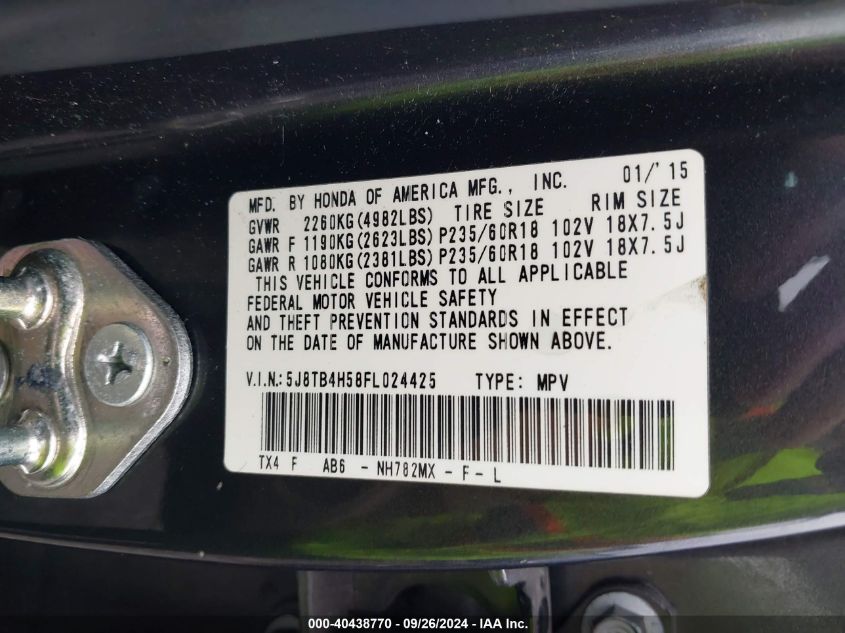 MFD. BY HONDA OF AMERICA MFG., INC. 01/'15
GVWR 2260KG(4982LBS) TIRE SIZE RIM SIZE
GAWR F 1190KG(2623LBS)P235/60R18 102V 18X7.5J
GAWR R 1080KG(2381LBS)P235/60R18 102V 18X7.5J
THIS VEHICLE CONFORMS TO ALL APPLICABLE
FEDERAL MOTOR VEHICLE SAFETY
AND THEFT PREVENTION STANDARDS IN EFFECT
ON THE DATE OF MANUFACTURE SHOWN ABOVE.
V.I.N.:5J8TB4H58FL024425 TYPE: MPV
TX4 F AB6 - NH782MX - F - L
000-40438770 - 09/26/2024 - IAA Inc.